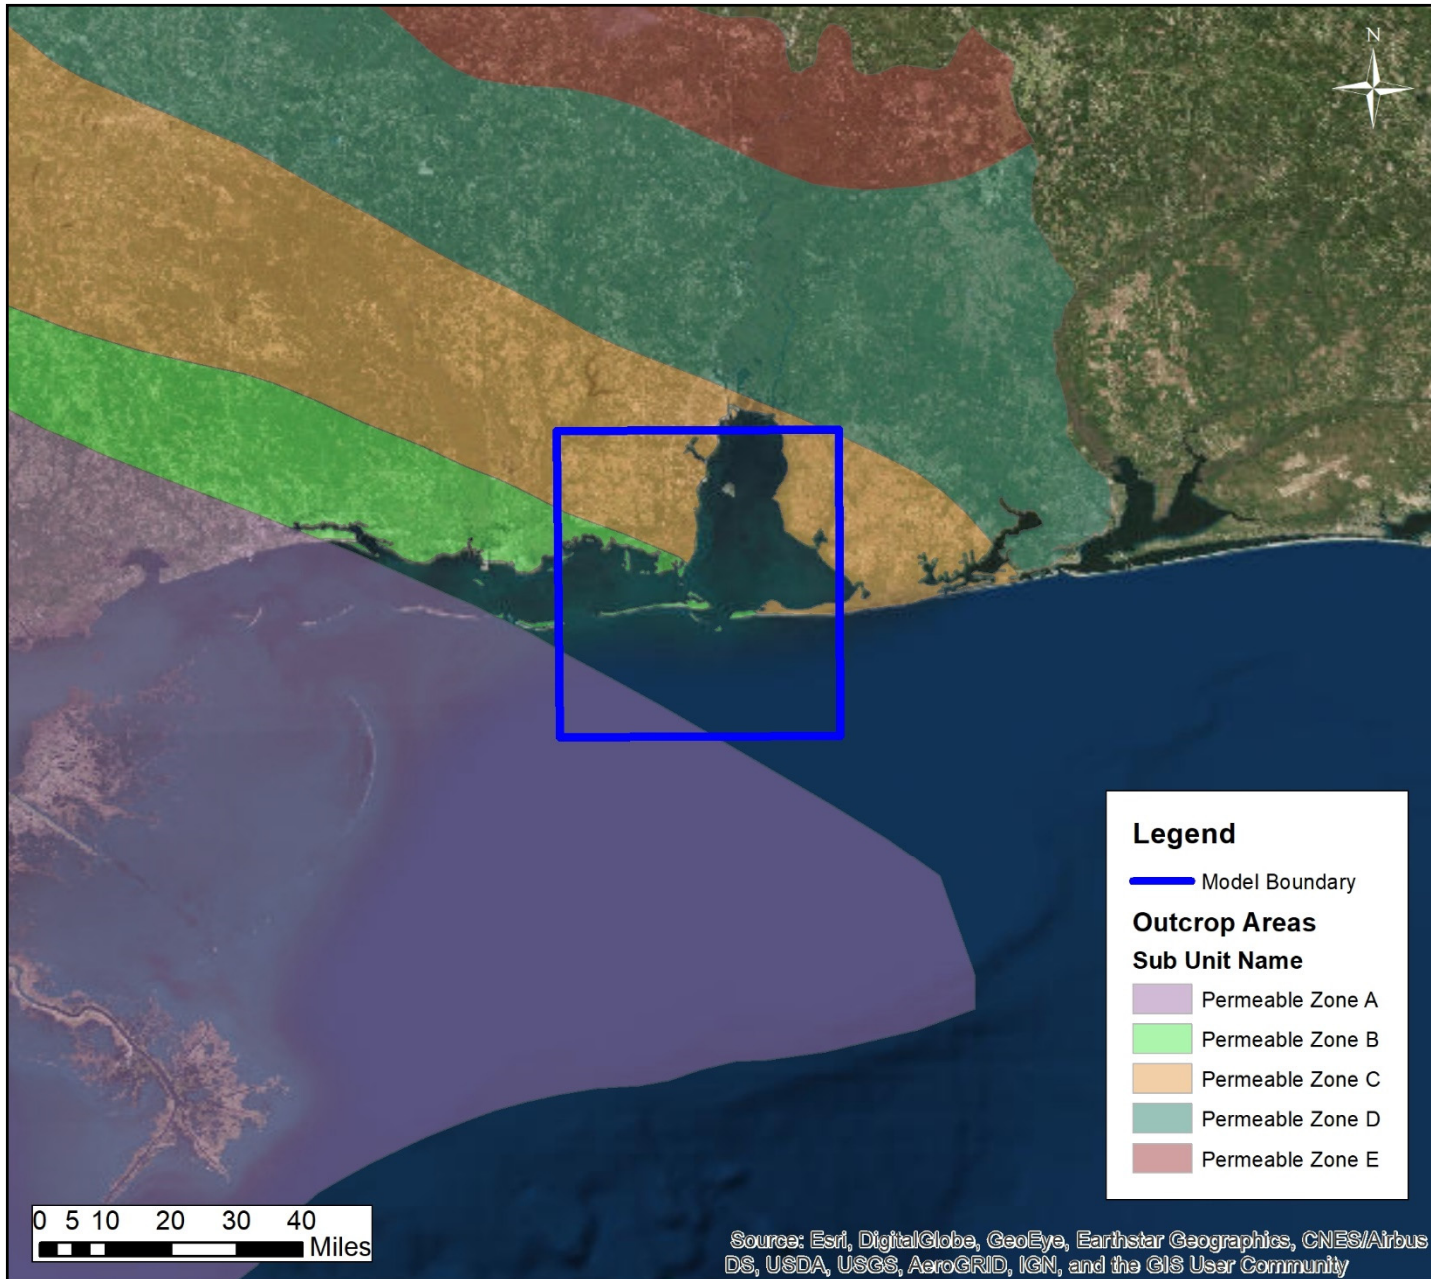 N
Legend
Model Boundary
Outcrop Areas
Sub Unit Name
Permeable Zone A
Permeable Zone B
Permeable Zone C
Permeable Zone D
Permeable Zone E
0 5 10 20 30 40
Miles
Source: Esri, DigitalGlobe, GeoEye, Earthstar Geographics, CNES/Airbus
DS, USDA, USGS, AeroGRID, IGN, and the GIS User Community